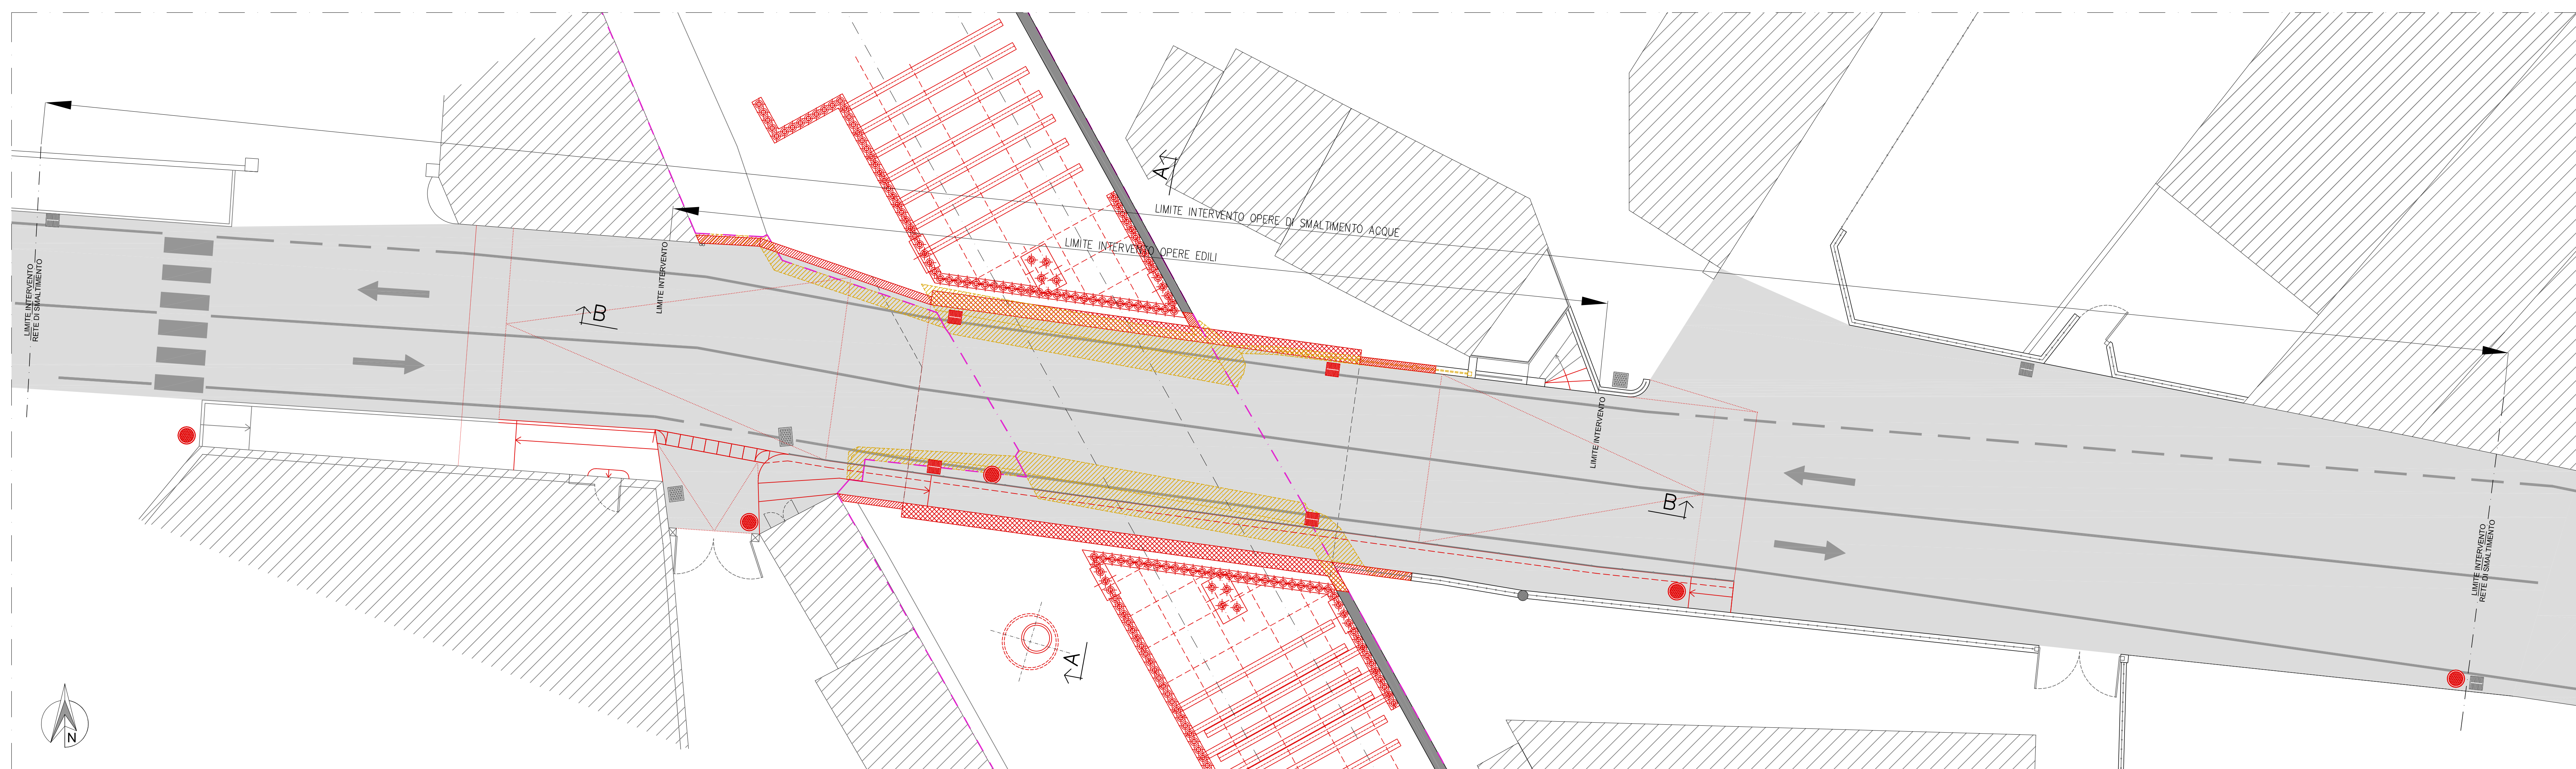 LIMITE INTERVENTO OPERE DI SMALTIMENTO ACQUE
LIMITE INTERVENTO OPERE EDILI
LIMITE INTERVENTO
RETE DI SMALTIMENTO
LIMITE INTERVENTO
A
B
LIMITE INTERVENTO
B
A
LIMITE INTERVENTO
RETE DI SMALTIMENTO
N